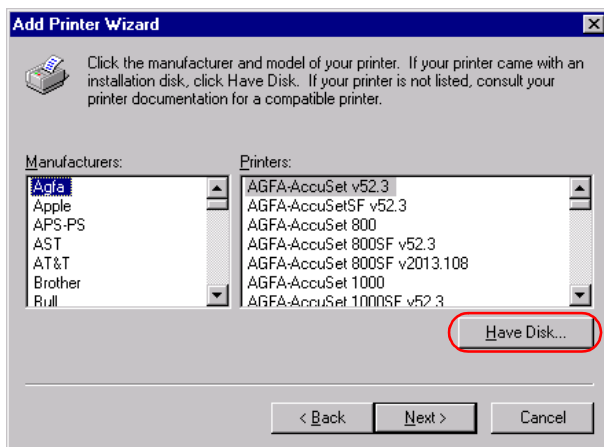 Add Printer Wizard
Click the manufacturer and model of your printer. If your printer came with an
installation disk, click Have Disk. If your printer is not listed, consult your
printer documentation for a compatible printer.
Manufacturers:
Agfa
Apple
APS-PS
AST
AT&T
Brother
Bull
Printers:
AGFA-AccuSet v52.3
AGFA-AccuSetSF v52.3
AGFA-AccuSet 800
AGFA-AccuSet 800SF v52.3
AGFA-AccuSet 800SF v2013.108
AGFA-AccuSet 1000
AGFA-AccuSet 1000SF v52.3
Have Disk...
< Back
Next >
Cancel